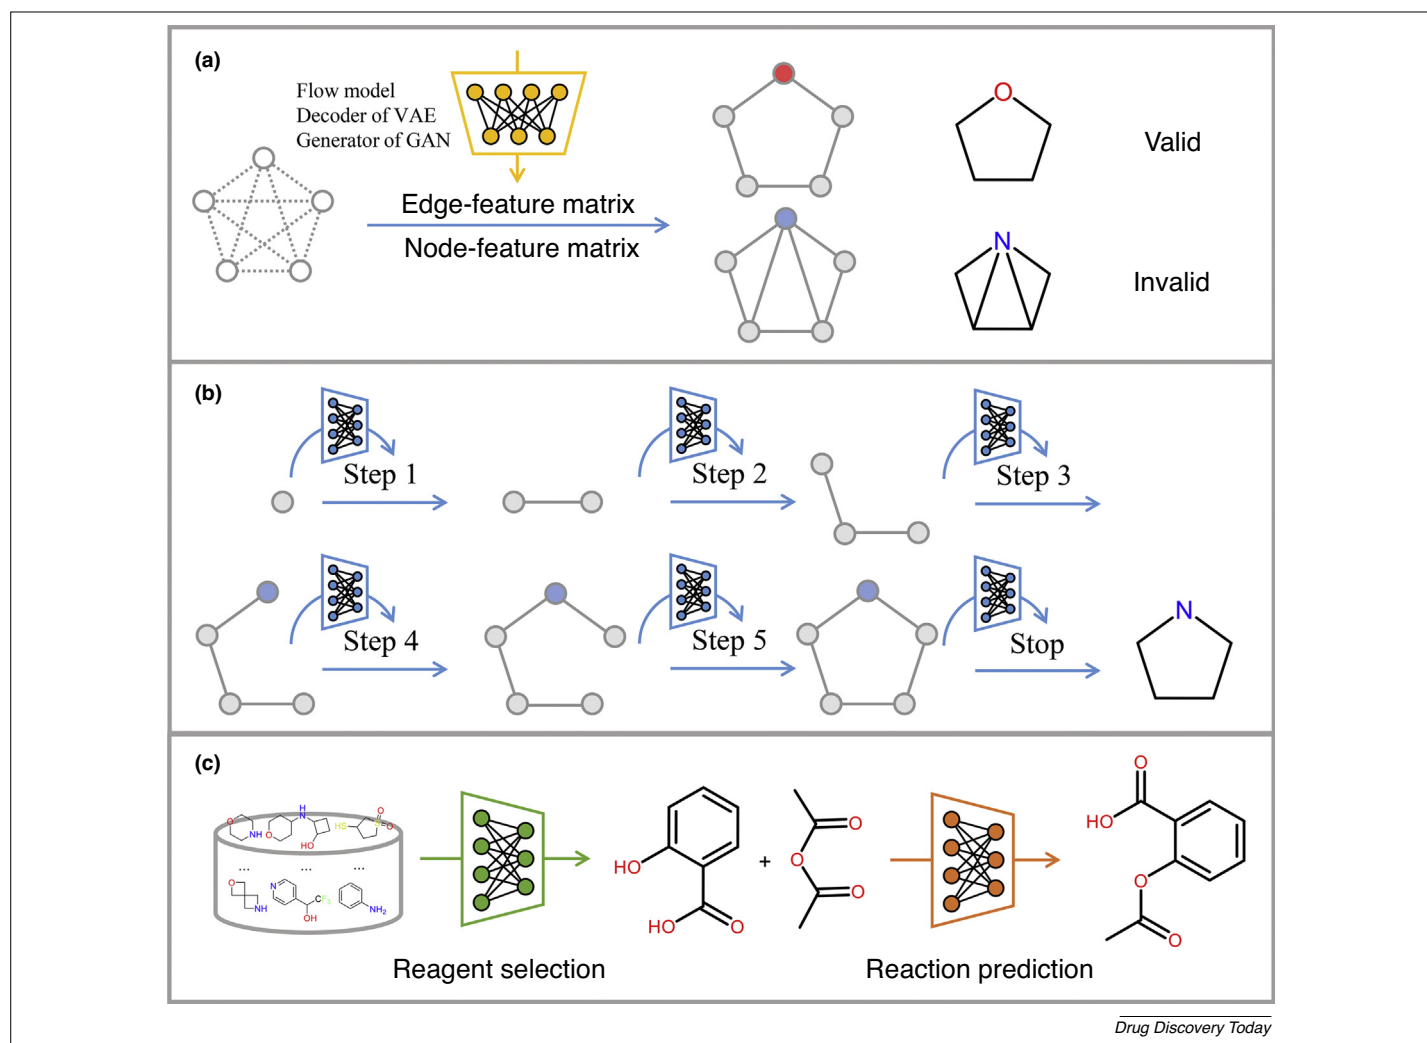 (a)
Flow model
Decoder of VAE
Generator of GAN
Edge-feature matrix
Node-feature matrix
O
Valid
N
Invalid
(b)
Step 1
Step 2
Step 3
Step 4
Step 5
Stop
N
(c)
O
NH
O
H
N
HO
HS
S
O
O
...
...
...
O
NH
N
CF3
OH
NH2
HO
HO
O
+
O
O
O
O
HO
O
O
Reagent selection
Reaction prediction
Drug Discovery Today